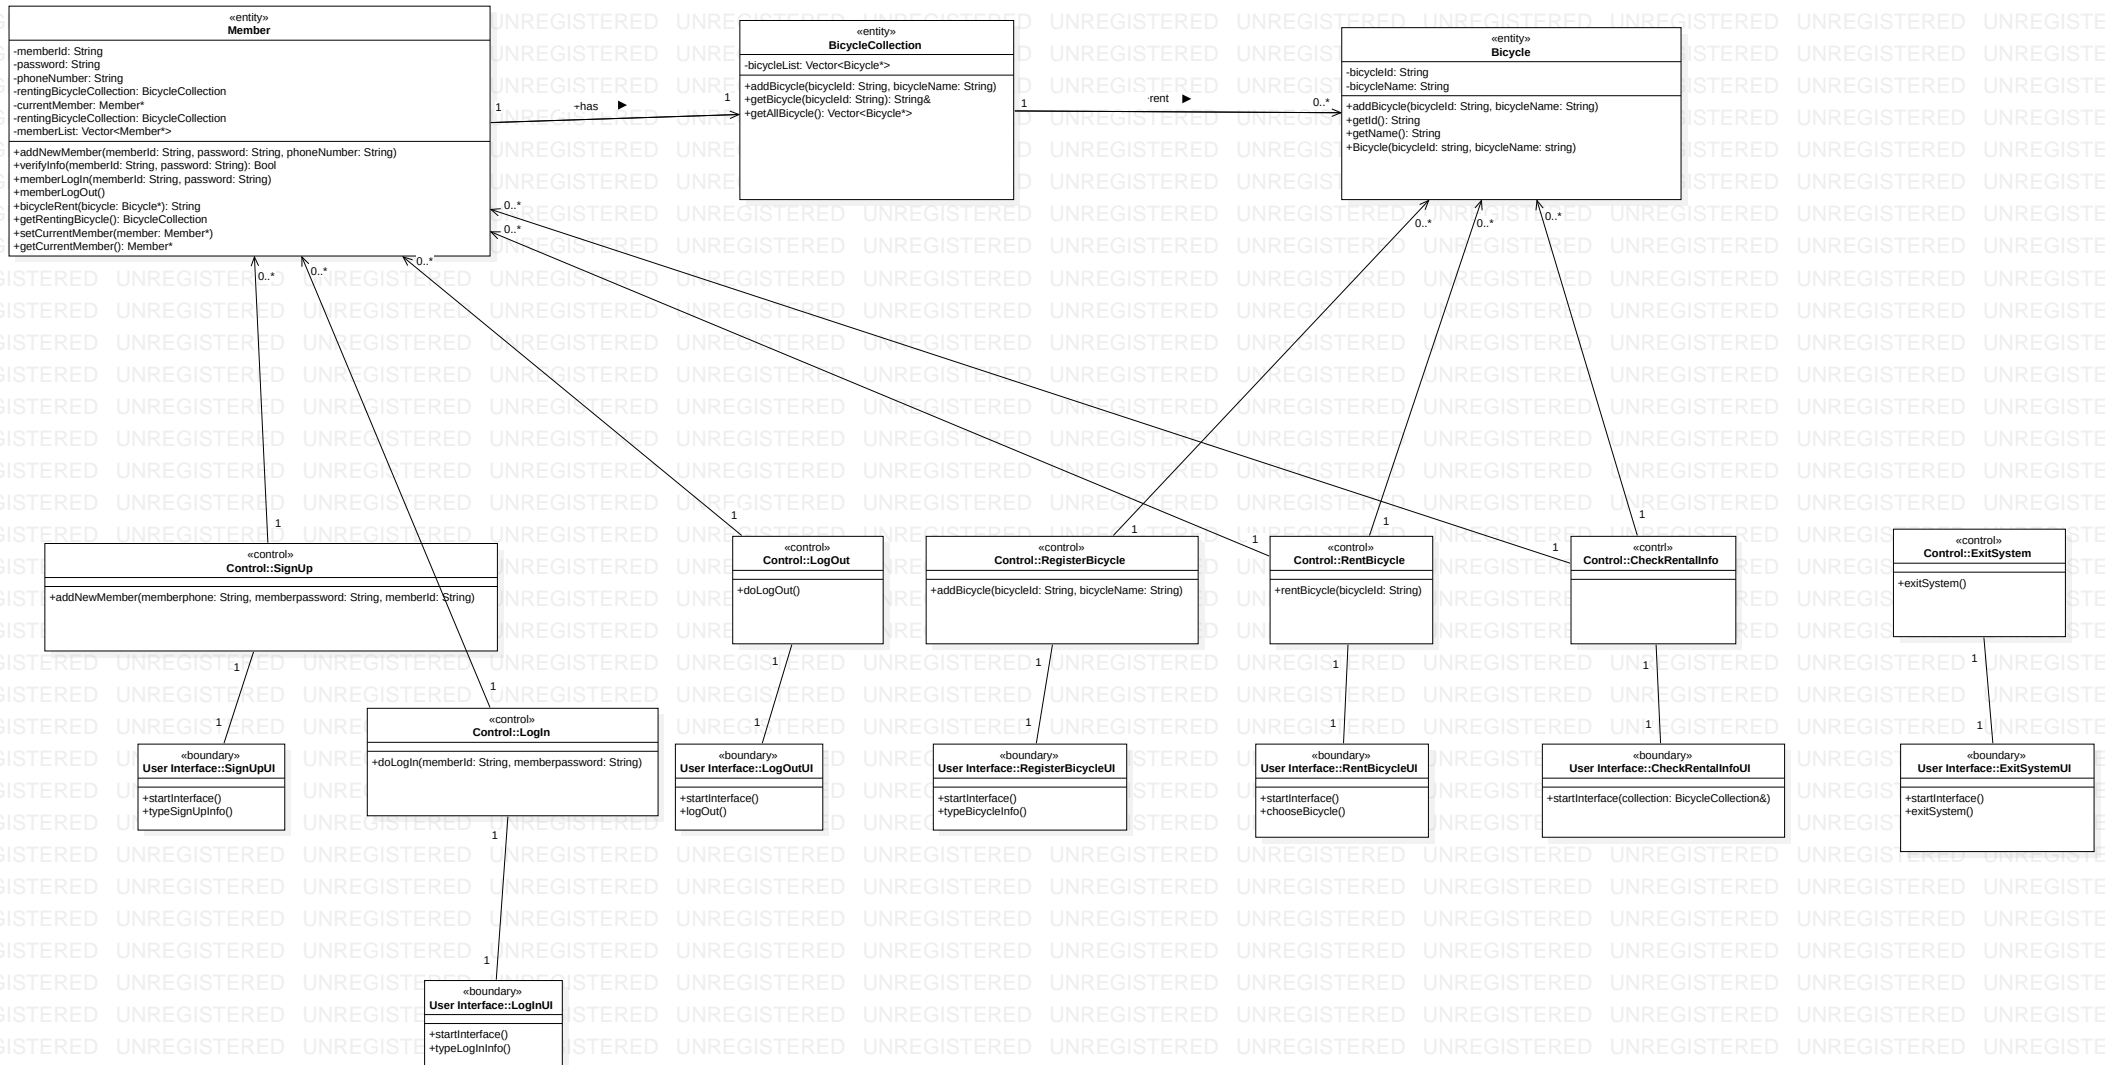 «entity»
Member
-memberId: String
-password: String
-phoneNumber: String
-rentingBicycleCollection: BicycleCollection
-currentMember: Member*
-rentingBicycleCollection: BicycleCollection
-memberList: Vector<Member*>
+addNewMember(memberId: String, password: String, phoneNumber: String)
+verifyInfo(memberId: String, password: String): Bool
+memberLogIn(memberId: String, password: String)
+memberLogOut()
+bicycleRent(bicycle: Bicycle*): String
+getRentingBicycle(): BicycleCollection
+setCurrentMember(member: Member*)
+getCurrentMember(): Member*
1
+has ▶
1
«entity»
BicycleCollection
-bicycleList: Vector<Bicycle*>
+addBicycle(bicycleId: String, bicycleName: String)
+getBicycle(bicycleId: String): String&
+getAllBicycle(): Vector<Bicycle*>
1
rent ▶
0..*
«entity»
Bicycle
-bicycleId: String
-bicycleName: String
+addBicycle(bicycleId: String, bicycleName: String)
+getId(): String
+getName(): String
+Bicycle(bicycleId: string, bicycleName: string)
0..*
0..*
0..*
0..*
0..*
0..*
0..*
0..*
1
1
1
1
1
1
1
1
«control»
Control::SignUp
+addNewMember(memberphone: String, memberpassword: String, memberId: String)
«control»
Control::LogOut
+doLogOut()
«control»
Control::RegisterBicycle
+addBicycle(bicycleId: String, bicycleName: String)
«control»
Control::RentBicycle
+rentBicycle(bicycleId: String)
«contrl»
Control::CheckRentalInfo
«control»
Control::ExitSystem
+exitSystem()
1
1
1
1
1
1
1
1
1
1
1
1
«control»
Control::LogIn
+doLogIn(memberId: String, memberpassword: String)
«boundary»
User Interface::SignUpUI
+startInterface()
+typeSignUpInfo()
«boundary»
User Interface::LogOutUI
+startInterface()
+logOut()
«boundary»
User Interface::RegisterBicycleUI
+startInterface()
+typeBicycleInfo()
«boundary»
User Interface::RentBicycleUI
+startInterface()
+chooseBicycle()
«boundary»
User Interface::CheckRentalInfoUI
+startInterface(collection: BicycleCollection&)
«boundary»
User Interface::ExitSystemUI
+startInterface()
+exitSystem()
1
1
«boundary»
User Interface::LogInUI
+startInterface()
+typeLogInInfo()
UNREGISTERED